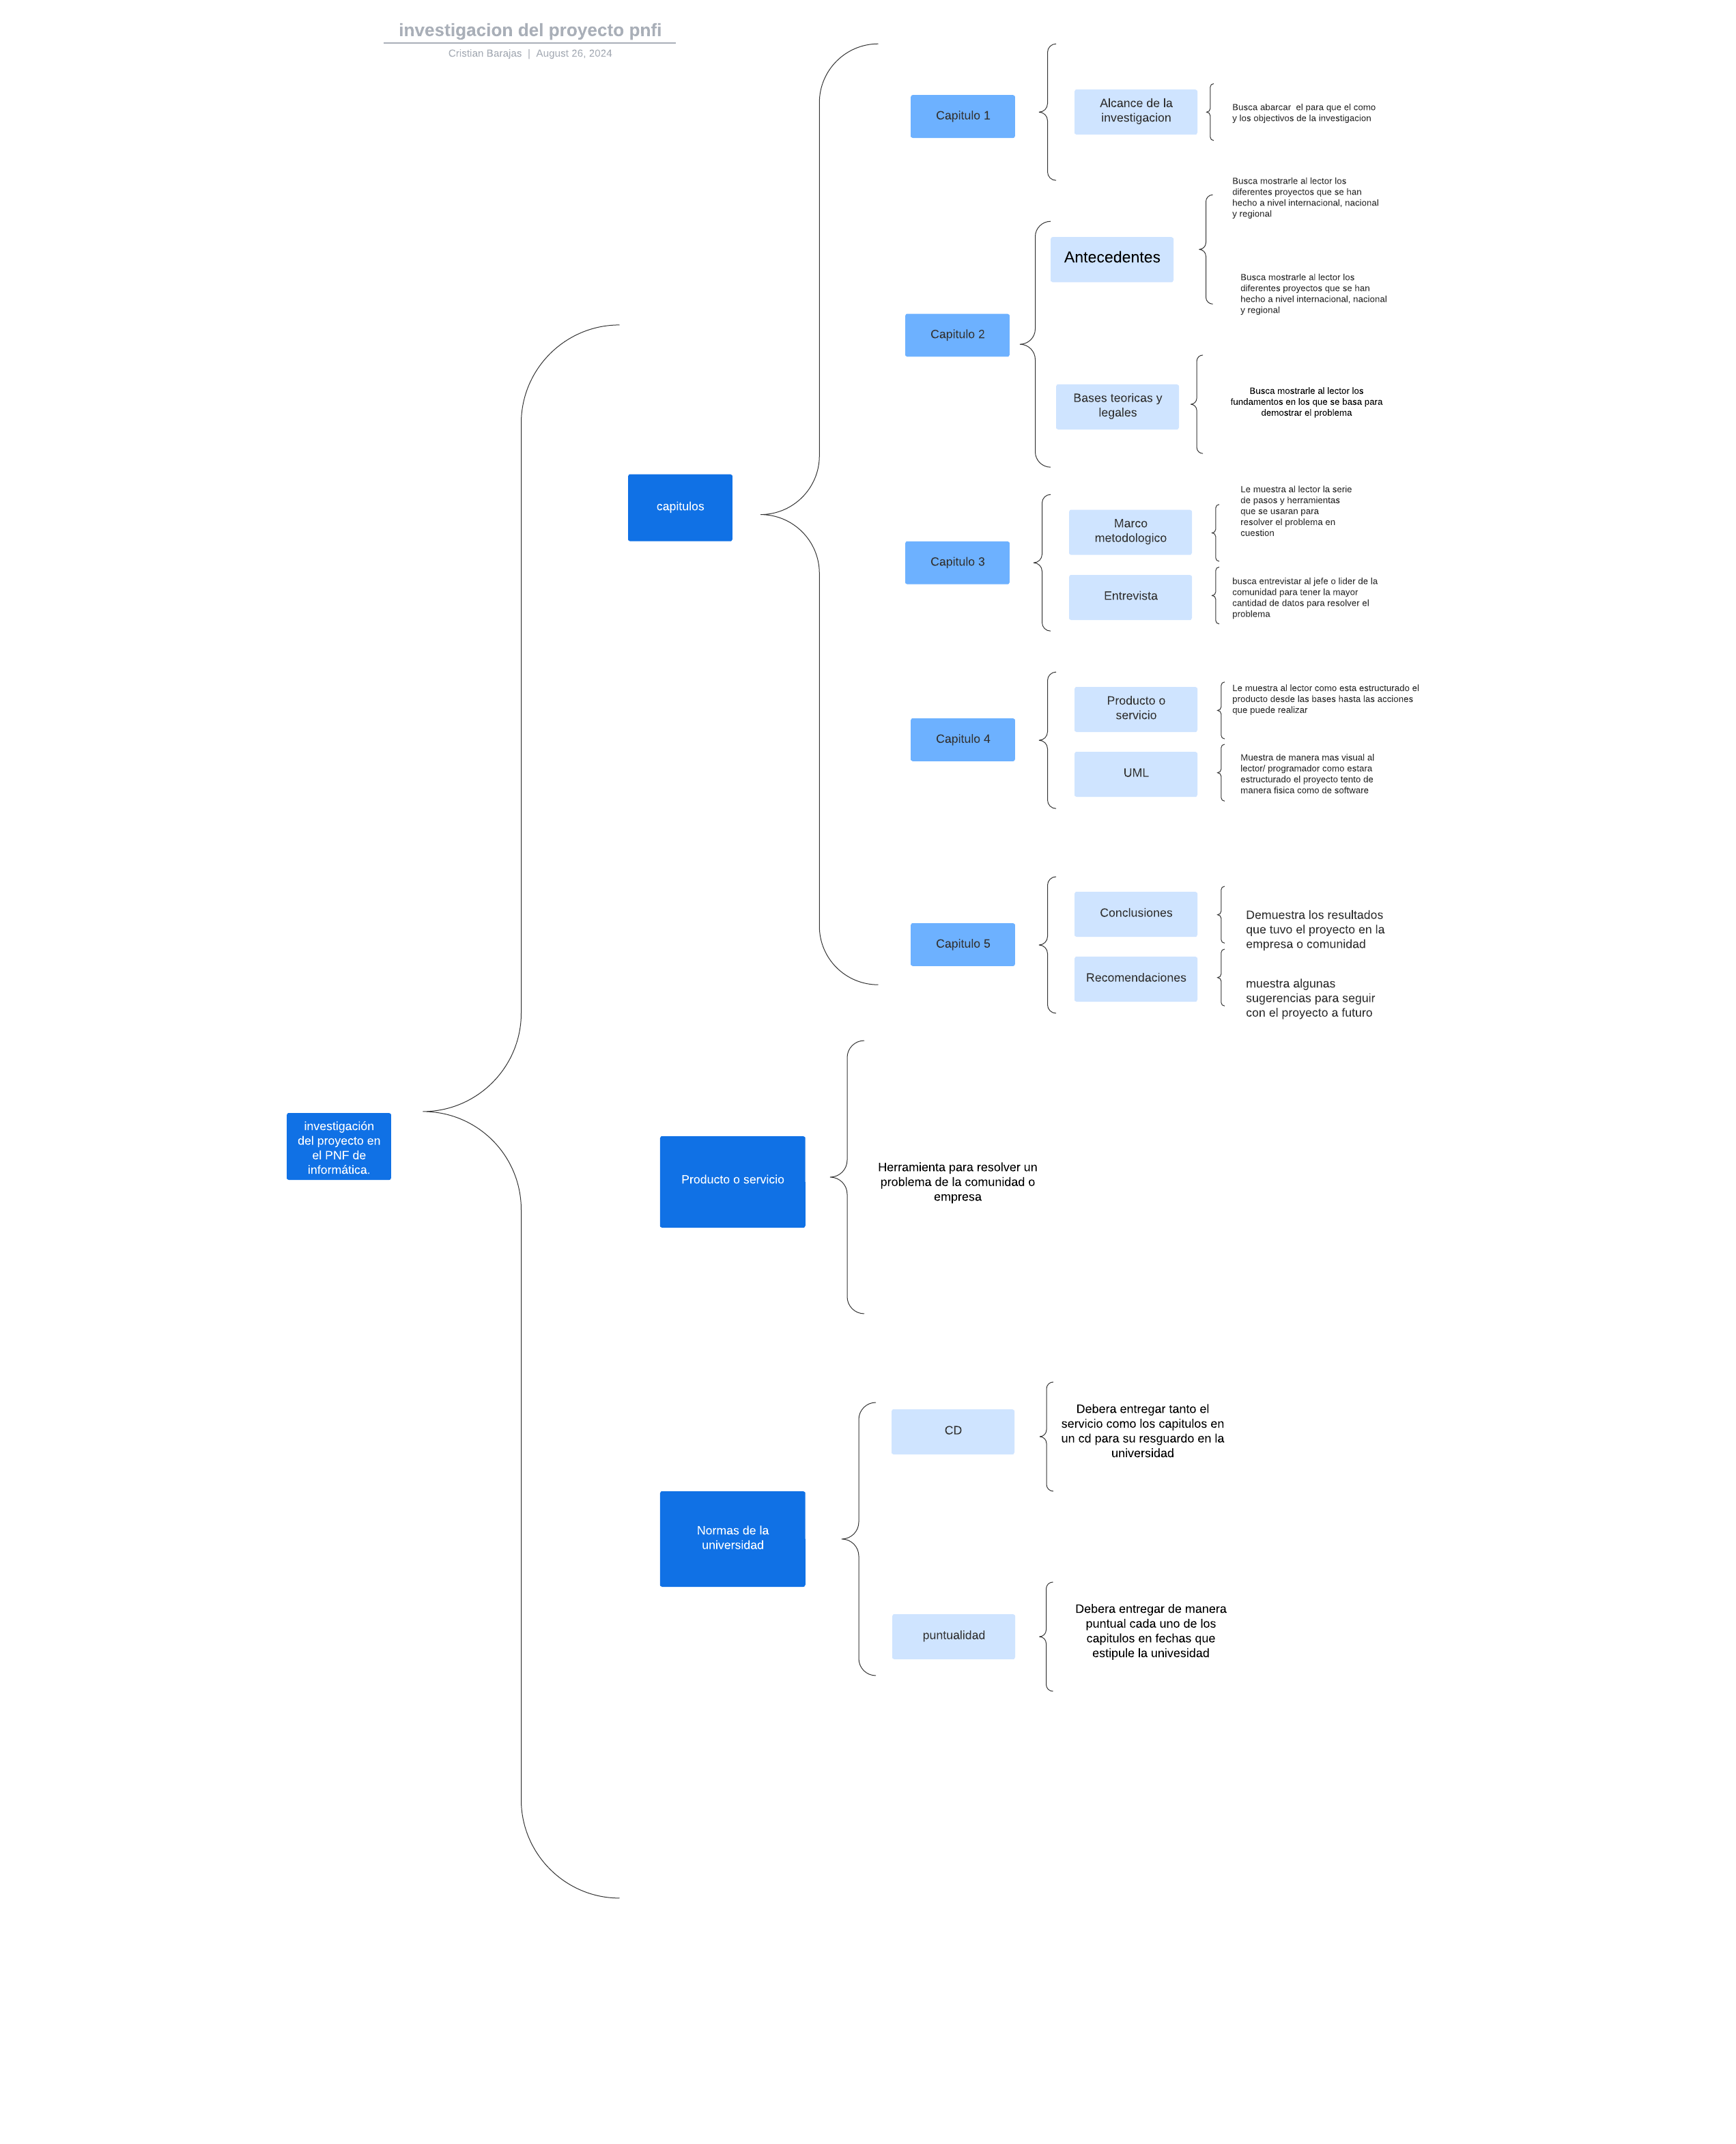 investigacion del proyecto pnfi
Cristian Barajas | August 26, 2024
Capitulo 1
Alcance de la
investigacion
Busca abarcar  el para que el como
y los objectivos de la investigacion
Capitulo 2
Antecedentes
Busca mostrarle al lector los
diferentes proyectos que se han
hecho a nivel internacional, nacional
y regional
Busca mostrarle al lector los
diferentes proyectos que se han
hecho a nivel internacional, nacional
y regional
Bases teoricas y
legales
Busca mostrarle al lector los
fundamentos en los que se basa para
demostrar el problema
capitulos
Capitulo 3
Marco
metodologico
Le muestra al lector la serie
de pasos y herramientas
que se usaran para
resolver el problema en
cuestion
Entrevista
busca entrevistar al jefe o lider de la
comunidad para tener la mayor
cantidad de datos para resolver el
problema
Capitulo 4
Producto o
servicio
Le muestra al lector como esta estructurado el
producto desde las bases hasta las acciones
que puede realizar
UML
Muestra de manera mas visual al
lector/ programador como estara
estructurado el proyecto tento de
manera fisica como de software
Capitulo 5
Conclusiones
Demuestra los resultados
que tuvo el proyecto en la
empresa o comunidad
Recomendaciones
muestra algunas
sugerencias para seguir
con el proyecto a futuro
investigación
del proyecto en
el PNF de
informática.
Producto o servicio
Herramienta para resolver un
problema de la comunidad o
empresa
Normas de la
universidad
CD
Debera entregar tanto el
servicio como los capitulos en
un cd para su resguardo en la
universidad
puntualidad
Debera entregar de manera
puntual cada uno de los
capitulos en fechas que
estipule la univesidad